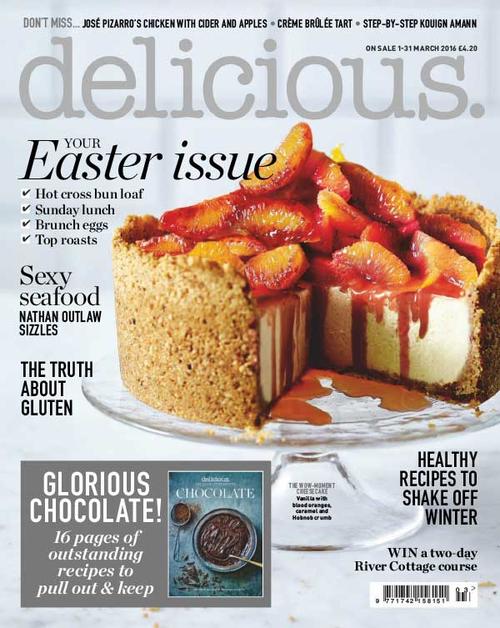 DON'T MISS... JOSÉ PIZARRO'S CHICKEN WITH CIDER AND APPLES • CRÈME BRÛLÉE TART • STEP-BY-STEP KOUIGN AMANN
ON SALE 1-31 MARCH 2016 £4.20
delicious.
YOUR
Easter issue
✔ Hot cross bun loaf
✔ Sunday lunch
✔ Brunch eggs
✔ Top roasts
Sexy
seafood
NATHAN OUTLAW
SIZZLES
THE TRUTH
ABOUT
GLUTEN
GLORIOUS
CHOCOLATE!
16 pages of
outstanding
recipes to
pull out & keep
delicious.
CHOCOLATE
THE WOW-MOMENT
CHEESECAKE
Vanilla with
blood oranges,
caramel and
Hobnob crumb
HEALTHY
RECIPES TO
SHAKE OFF
WINTER
WIN a two-day
River Cottage course
03
9 771742 158151